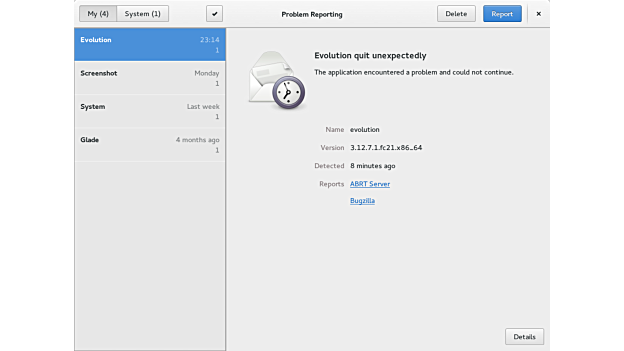 My (4) System (1) ✔ Problem Reporting Delete Report ×
Evolution 23:14
1
Screenshot Monday
1
System Last week
1
Glade 4 months ago
1
Evolution quit unexpectedly
The application encountered a problem and could not continue.
Name evolution
Version 3.12.7.1.fc21.x86_64
Detected 8 minutes ago
Reports ABRT Server
Bugzilla
Details